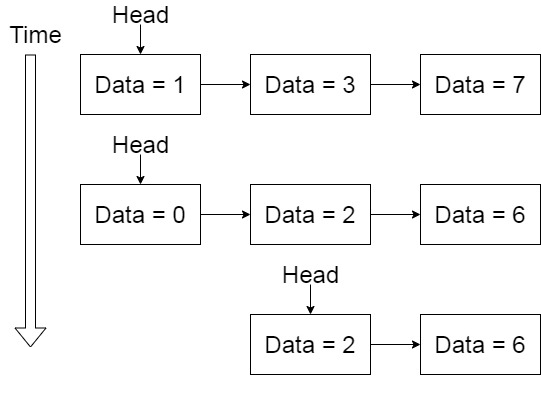 Head
Time
Data = 1 Data = 3 Data = 7
Head
Data = 0 Data = 2 Data = 6
Head
Data = 2 Data = 6